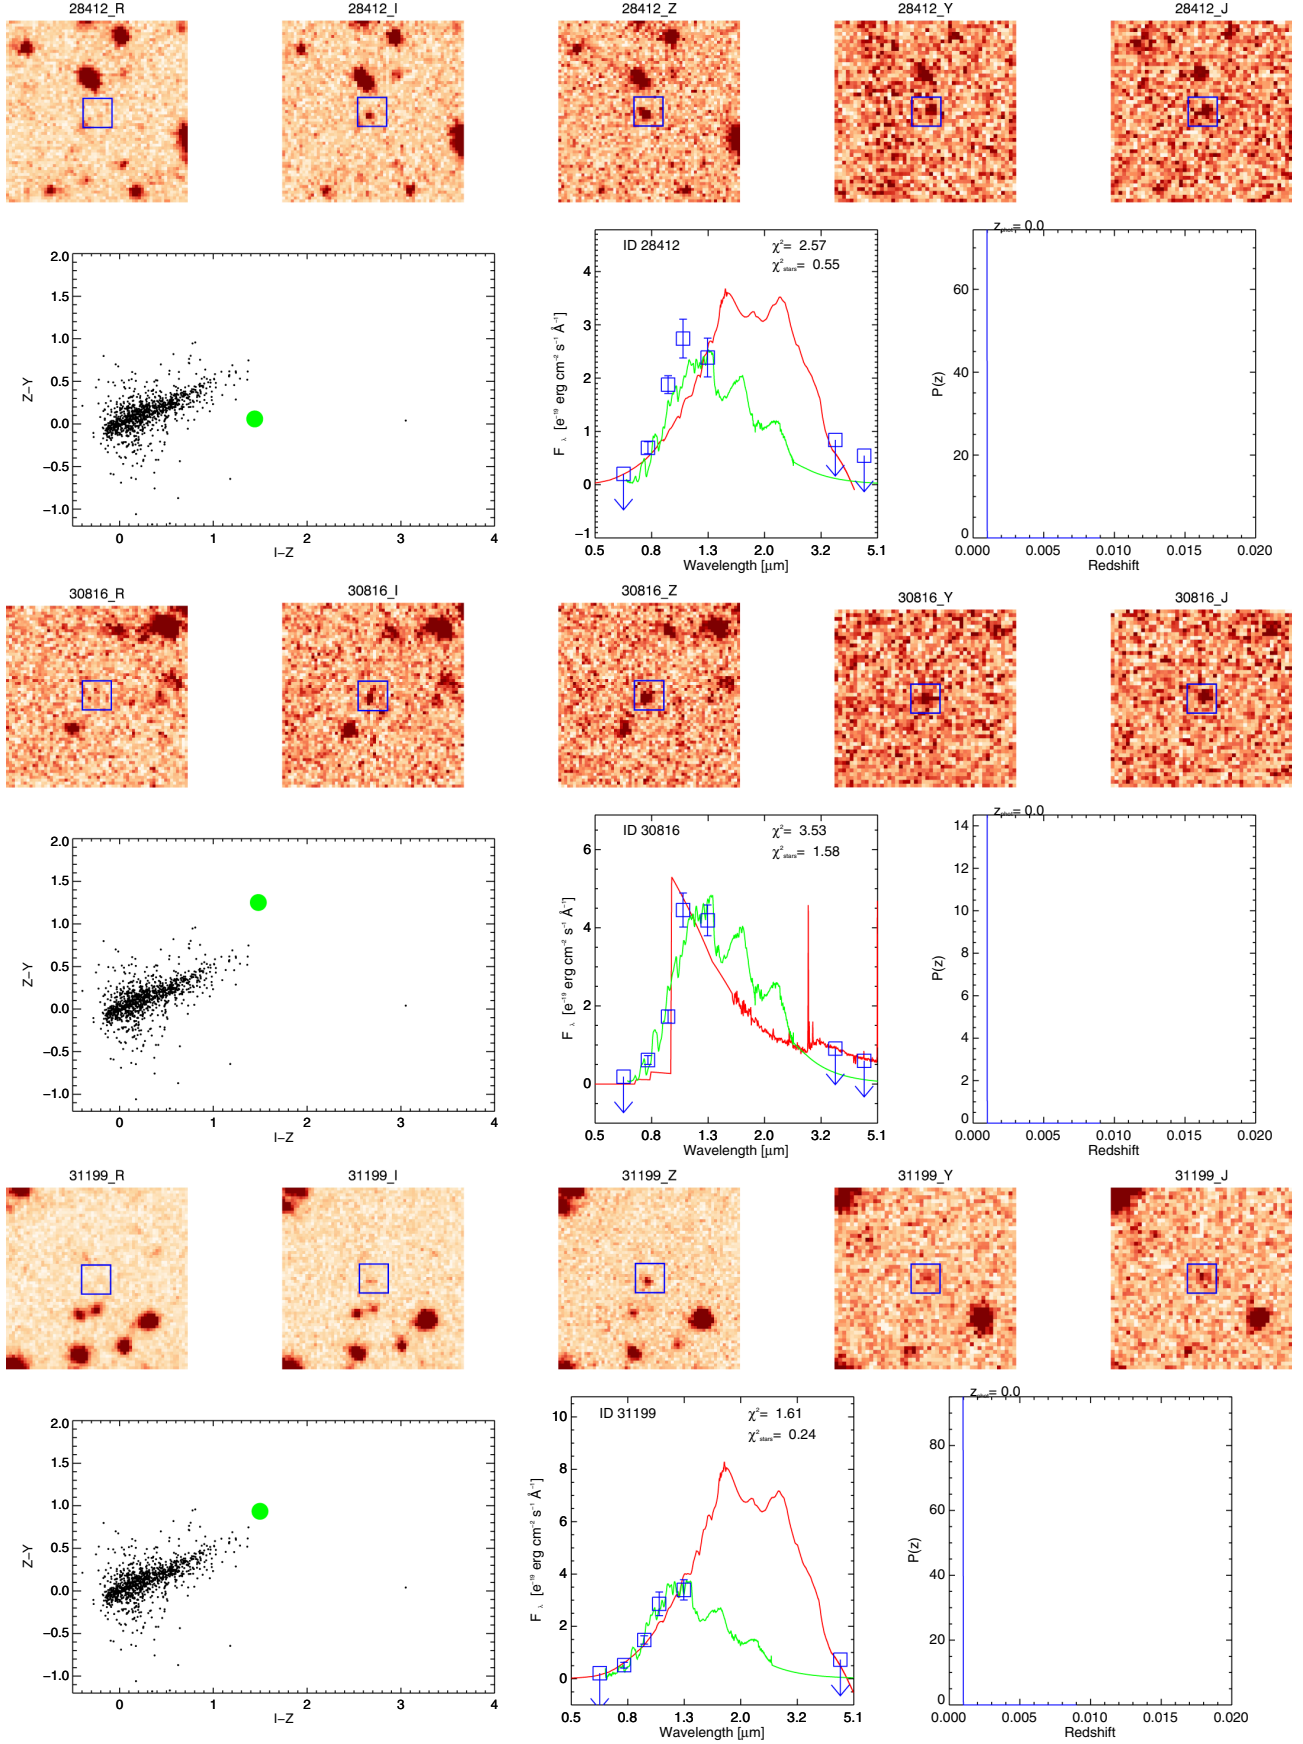 28412_R 28412_I 28412_Z 28412_Y 28412_J
2.0
1.5
1.0
0.5
0.0
−0.5
−1.0
Z−Y
0 1 2 3 4
I−Z
ID 28412
χ²= 2.57
χ²stars= 0.55
4
3
2
1
0
−1
F λ [e⁻¹⁹ erg cm⁻² s⁻¹ Å⁻¹]
0.5 0.8 1.3 2.0 3.2 5.1
Wavelength [μm]
zphot= 0.0
60
40
20
0
P(z)
0.000 0.005 0.010 0.015 0.020
Redshift
30816_R 30816_I 30816_Z 30816_Y 30816_J
2.0
1.5
1.0
0.5
0.0
−0.5
−1.0
Z−Y
0 1 2 3 4
I−Z
ID 30816
χ²= 3.53
χ²stars= 1.58
6
4
2
0
F λ [e⁻¹⁹ erg cm⁻² s⁻¹ Å⁻¹]
0.5 0.8 1.3 2.0 3.2 5.1
Wavelength [μm]
zphot= 0.0
14
12
10
8
6
4
2
0
P(z)
0.000 0.005 0.010 0.015 0.020
Redshift
31199_R 31199_I 31199_Z 31199_Y 31199_J
2.0
1.5
1.0
0.5
0.0
−0.5
−1.0
Z−Y
0 1 2 3 4
I−Z
ID 31199
χ²= 1.61
χ²stars= 0.24
10
8
6
4
2
0
F λ [e⁻¹⁹ erg cm⁻² s⁻¹ Å⁻¹]
0.5 0.8 1.3 2.0 3.2 5.1
Wavelength [μm]
zphot= 0.0
80
60
40
20
0
P(z)
0.000 0.005 0.010 0.015 0.020
Redshift